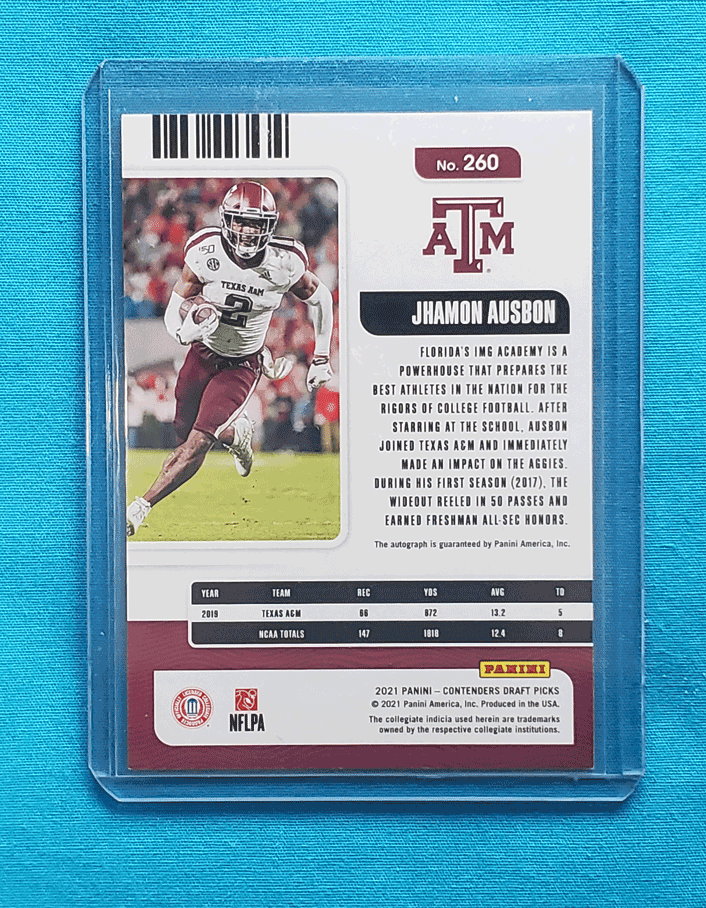 No. 260
ATM
JHAMON AUSBON
FLORIDA'S IMG ACADEMY IS A
POWERHOUSE THAT PREPARES THE
BEST ATHLETES IN THE NATION FOR THE
RIGORS OF COLLEGE FOOTBALL. AFTER
STARRING AT THE SCHOOL, AUSBON
JOINED TEXAS A&M AND IMMEDIATELY
MADE AN IMPACT ON THE AGGIES.
DURING HIS FIRST SEASON (2017), THE
WIDEOUT REELED IN 50 PASSES AND
EARNED FRESHMAN ALL-SEC HONORS.
The autograph is guaranteed by Panini America, Inc.
150
SEC
TEXAS A&M
2
YEAR TEAM REC YDS AVG TD
2019 TEXAS A&M 66 872 13.2 5
NCAA TOTALS 147 1818 12.4 8
PANINI
2021 PANINI – CONTENDERS DRAFT PICKS
© 2021 Panini America, Inc. Produced in the USA.
The collegiate indicia used herein are trademarks
owned by the respective collegiate institutions.
OFFICIALLY LICENSED COLLEGIATE PRODUCTS
NFLPA